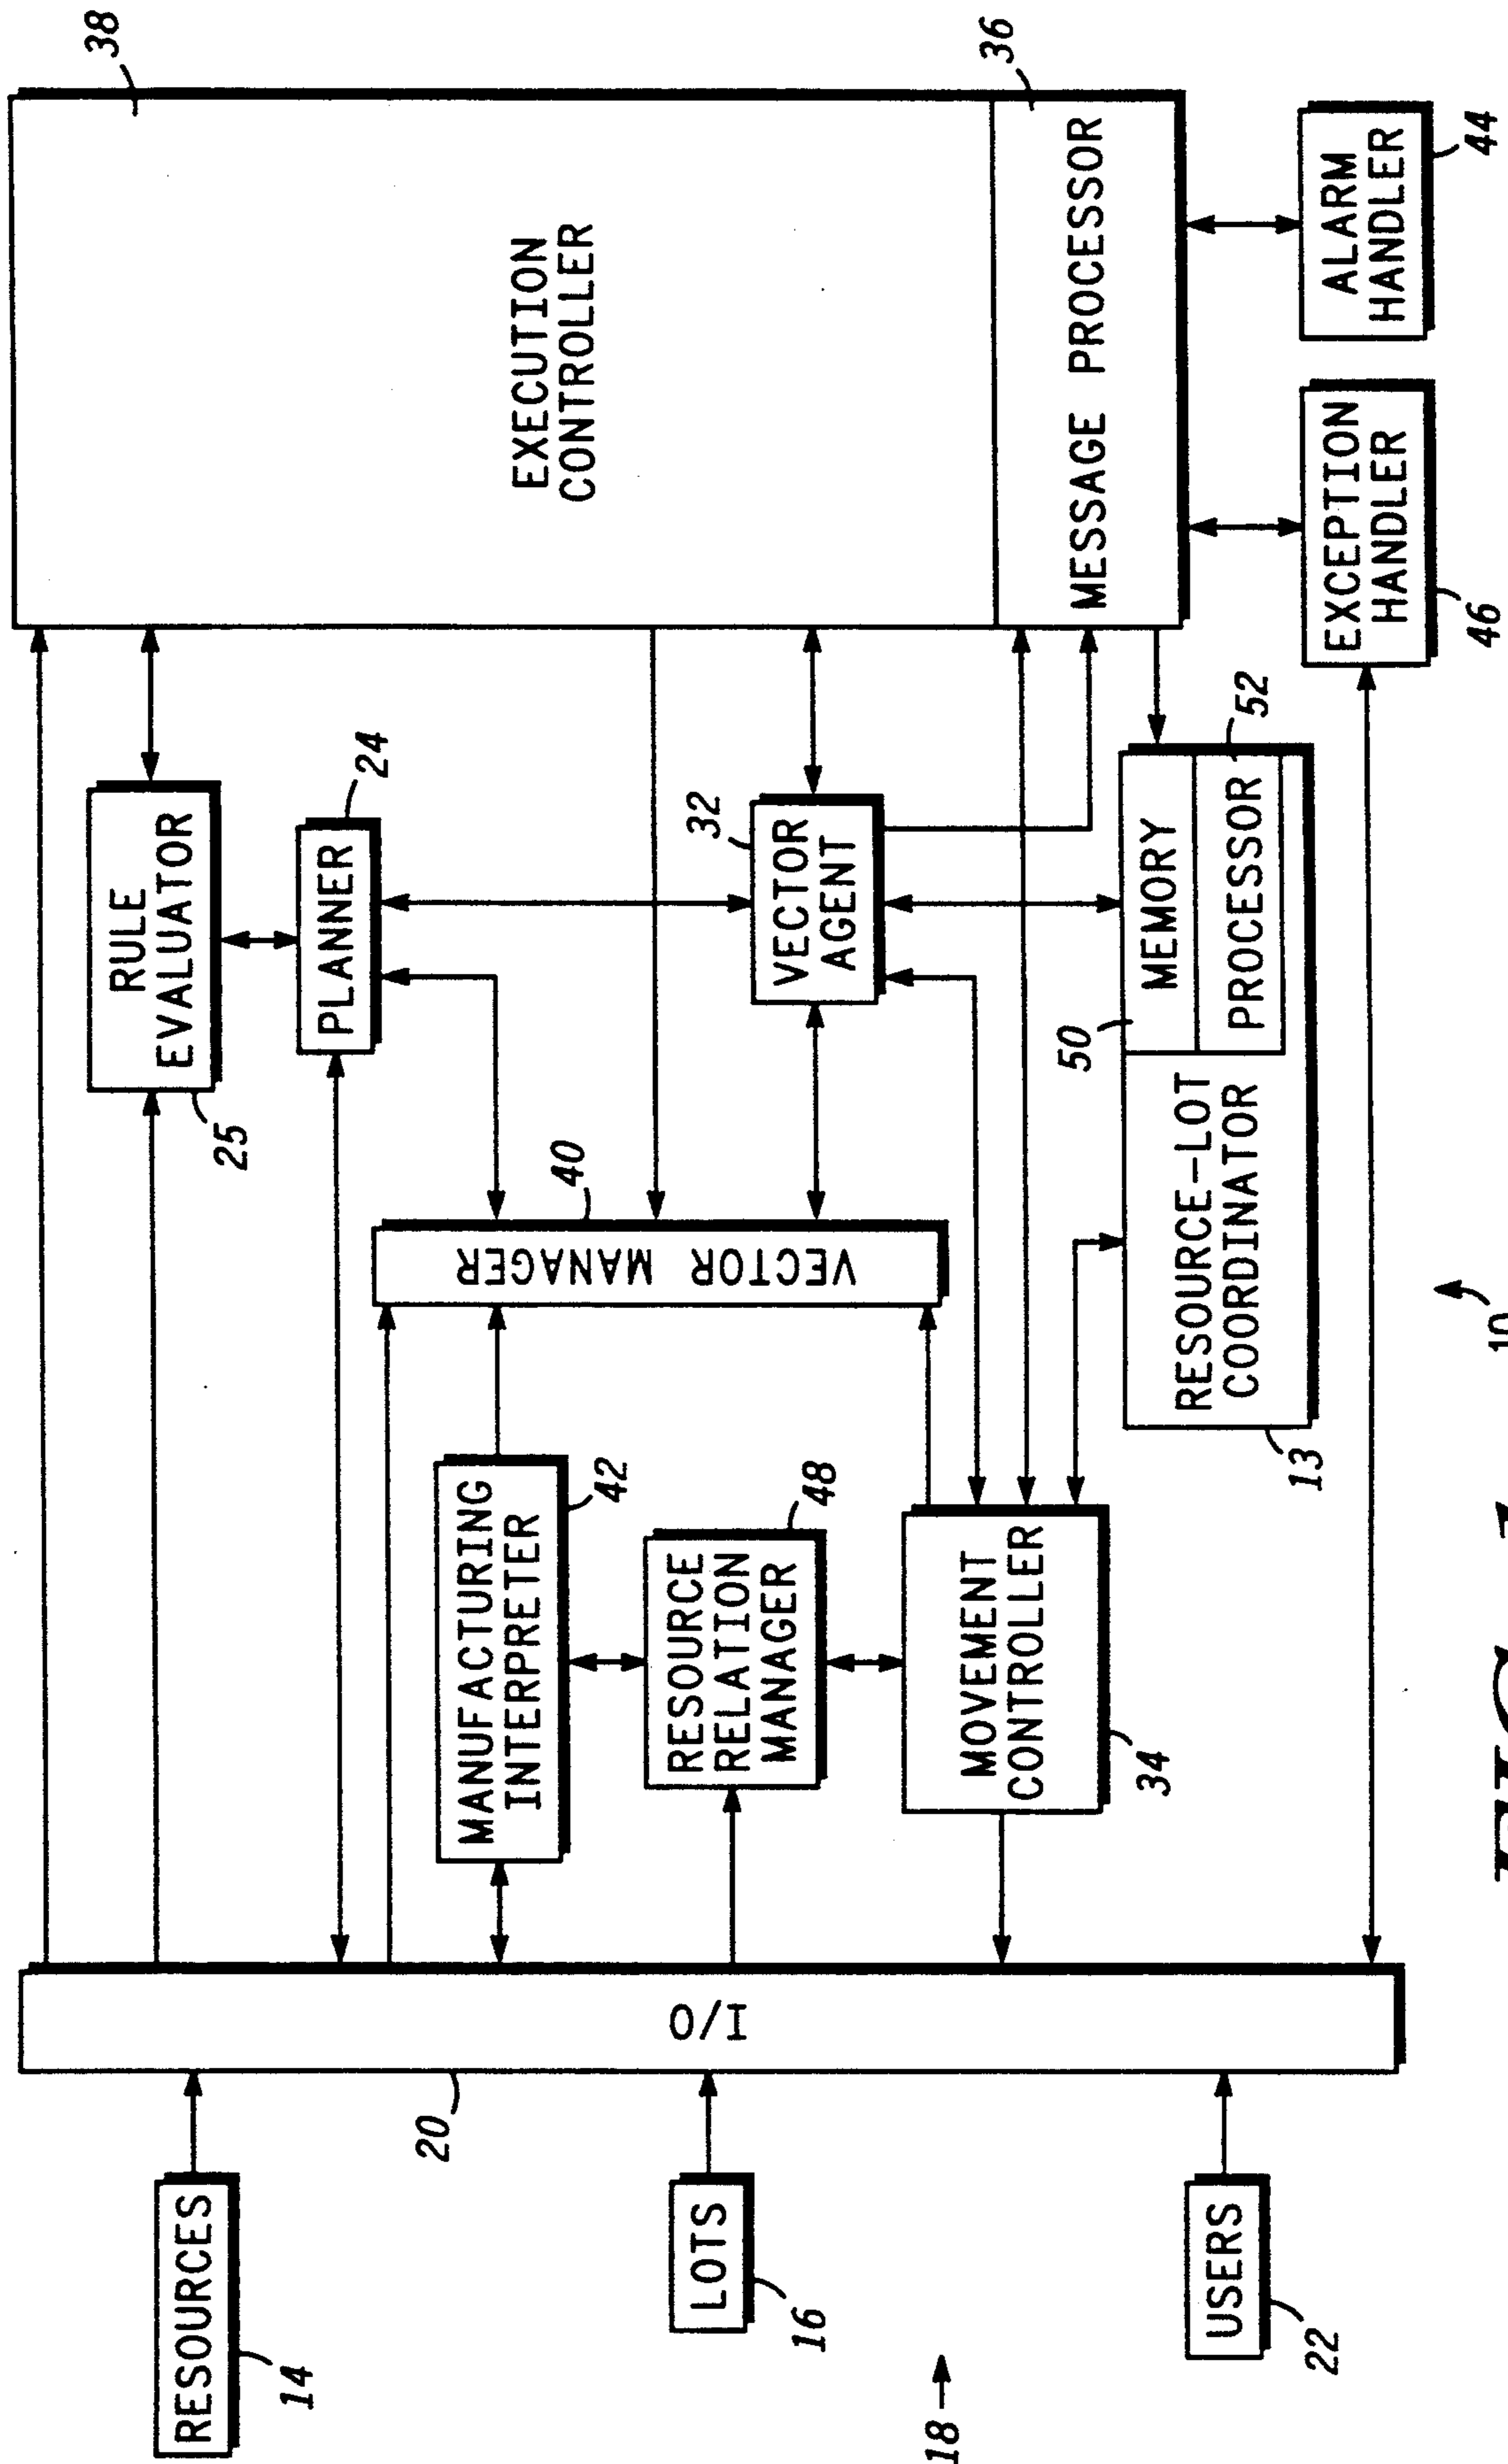 RESOURCES
14
LOTS
16
18
USERS
22
I/O
20
MANUFACTURING
INTERPRETER
42
RESOURCE
RELATION
MANAGER
48
MOVEMENT
CONTROLLER
34
VECTOR MANAGER
40
RULE
EVALUATOR
25
PLANNER
24
VECTOR
AGENT
32
RESOURCE-LOT
COORDINATOR
13
MEMORY
50
PROCESSOR
52
EXECUTION
CONTROLLER
38
MESSAGE PROCESSOR
36
EXCEPTION
HANDLER
46
ALARM
HANDLER
44
10